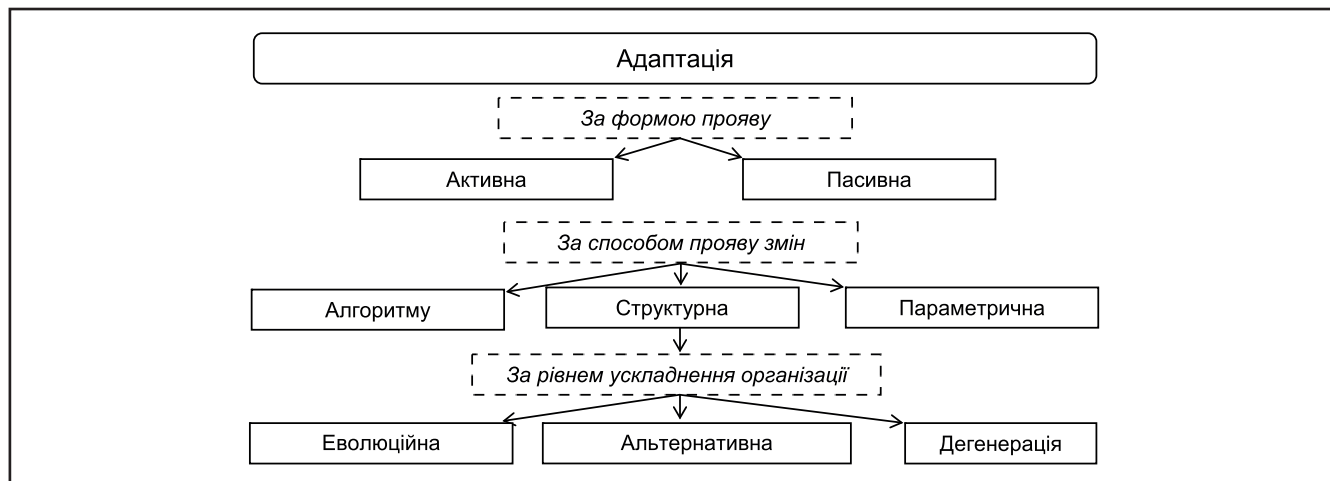 Адаптація
За формою прояву
Активна
Пасивна
За способом прояву змін
Алгоритму
Структурна
Параметрична
За рівнем ускладнення організації
Еволюційна
Альтернативна
Дегенерація